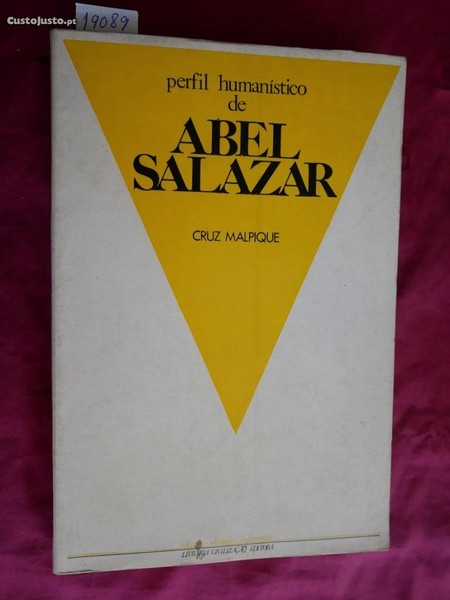 CustoJusto.pt
19089
perfil humanístico
de
ABEL
SALAZAR
CRUZ MALPIQUE
LIVRARIA CIVILIZAÇÃO EDITORA